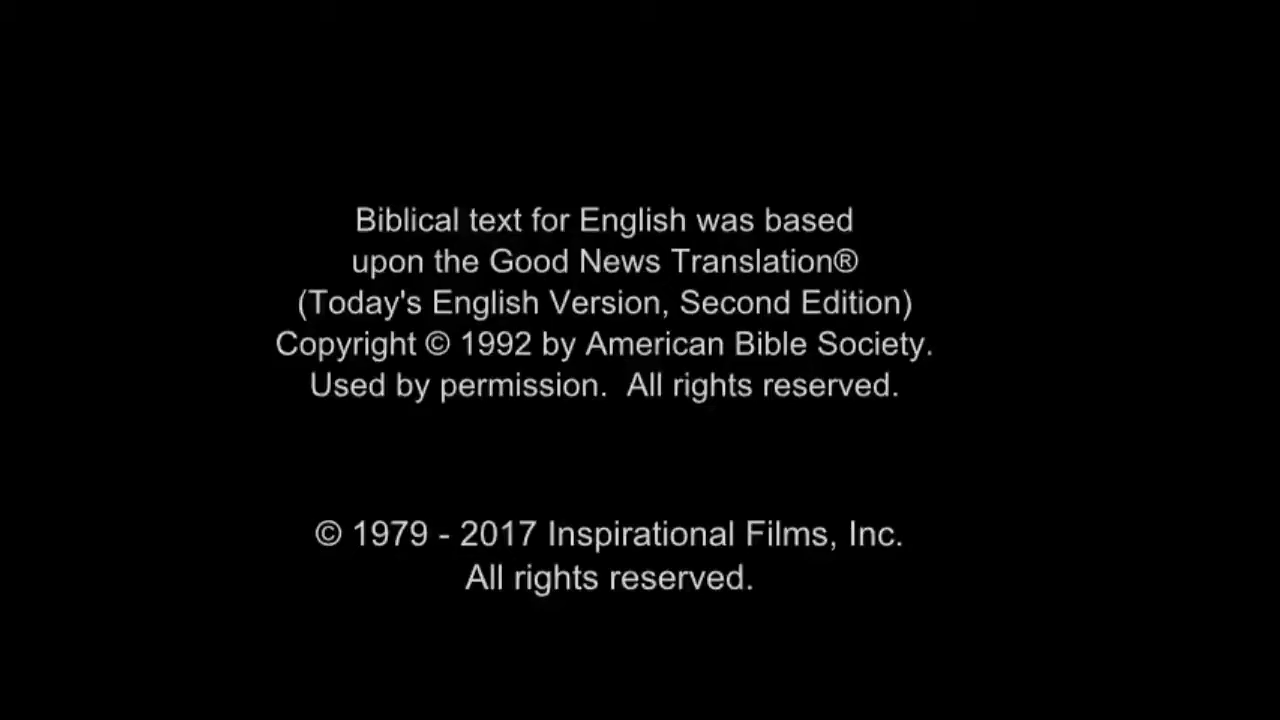 Biblical text for English was based
upon the Good News Translation®
(Today's English Version, Second Edition)
Copyright © 1992 by American Bible Society.
Used by permission.  All rights reserved.
© 1979 - 2017 Inspirational Films, Inc.
All rights reserved.